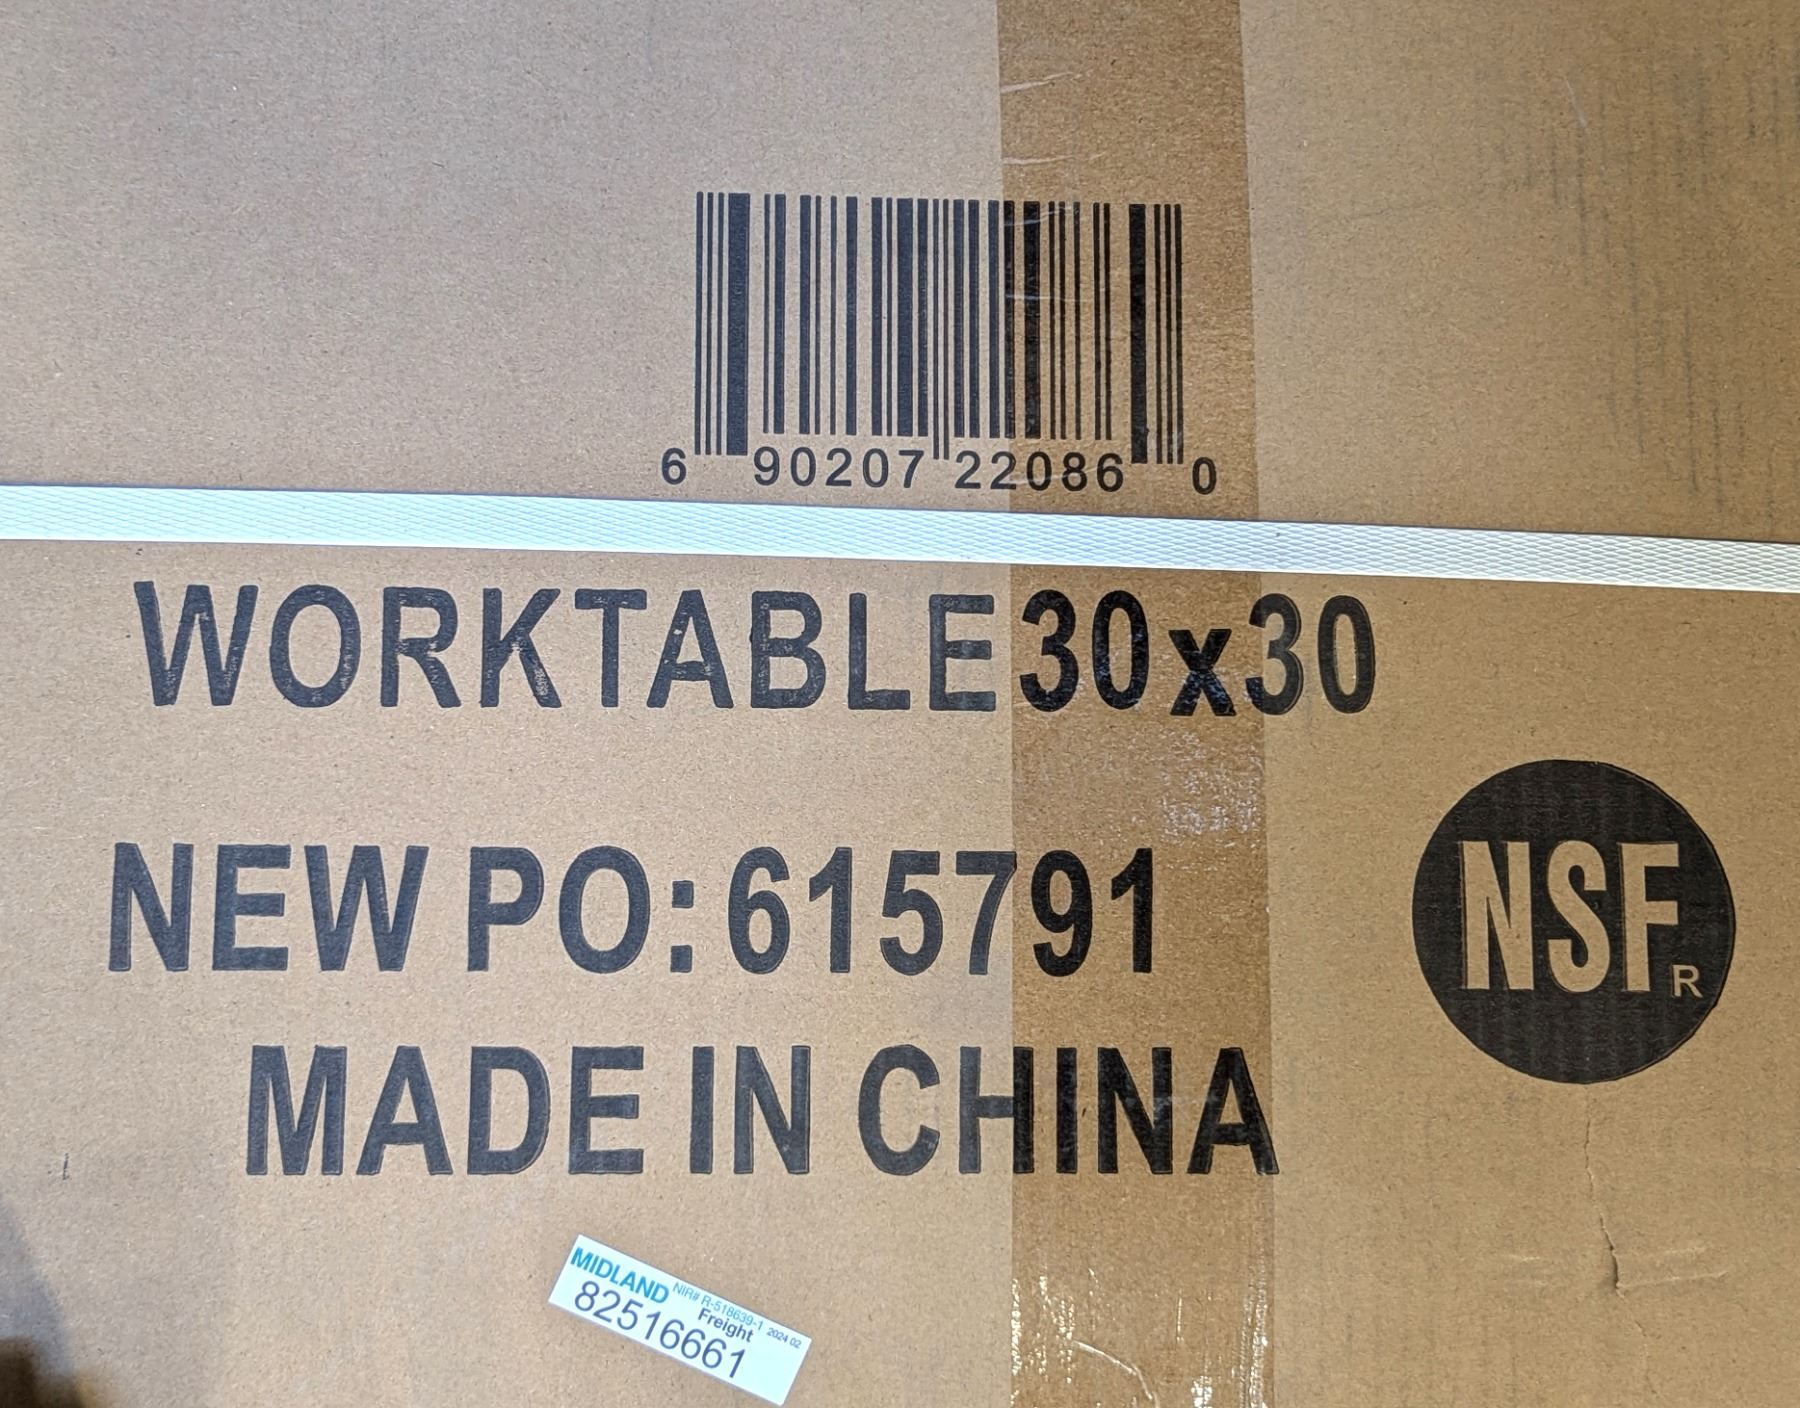 6 90207 22086 0
WORKTABLE 30x30
NEW PO: 615791
NSF R
MADE IN CHINA
MIDLAND NIR# R-518639-1 2024 02
Freight
82516661